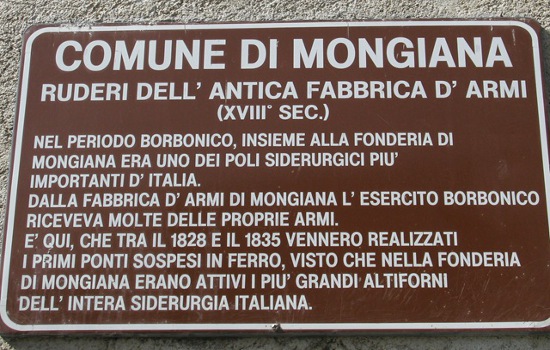 COMUNE DI MONGIANA
RUDERI DELL' ANTICA FABBRICA D' ARMI
(XVIII° SEC.)
NEL PERIODO BORBONICO, INSIEME ALLA FONDERIA DI
MONGIANA ERA UNO DEI POLI SIDERURGICI PIU'
IMPORTANTI D' ITALIA.
DALLA FABBRICA D' ARMI DI MONGIANA L' ESERCITO BORBONICO
RICEVEVA MOLTE DELLE PROPRIE ARMI.
E' QUI, CHE TRA IL 1828 E IL 1835 VENNERO REALIZZATI
I PRIMI PONTI SOSPESI IN FERRO, VISTO CHE NELLA FONDERIA
DI MONGIANA ERANO ATTIVI I PIU' GRANDI ALTIFORNI
DELL' INTERA SIDERURGIA ITALIANA.